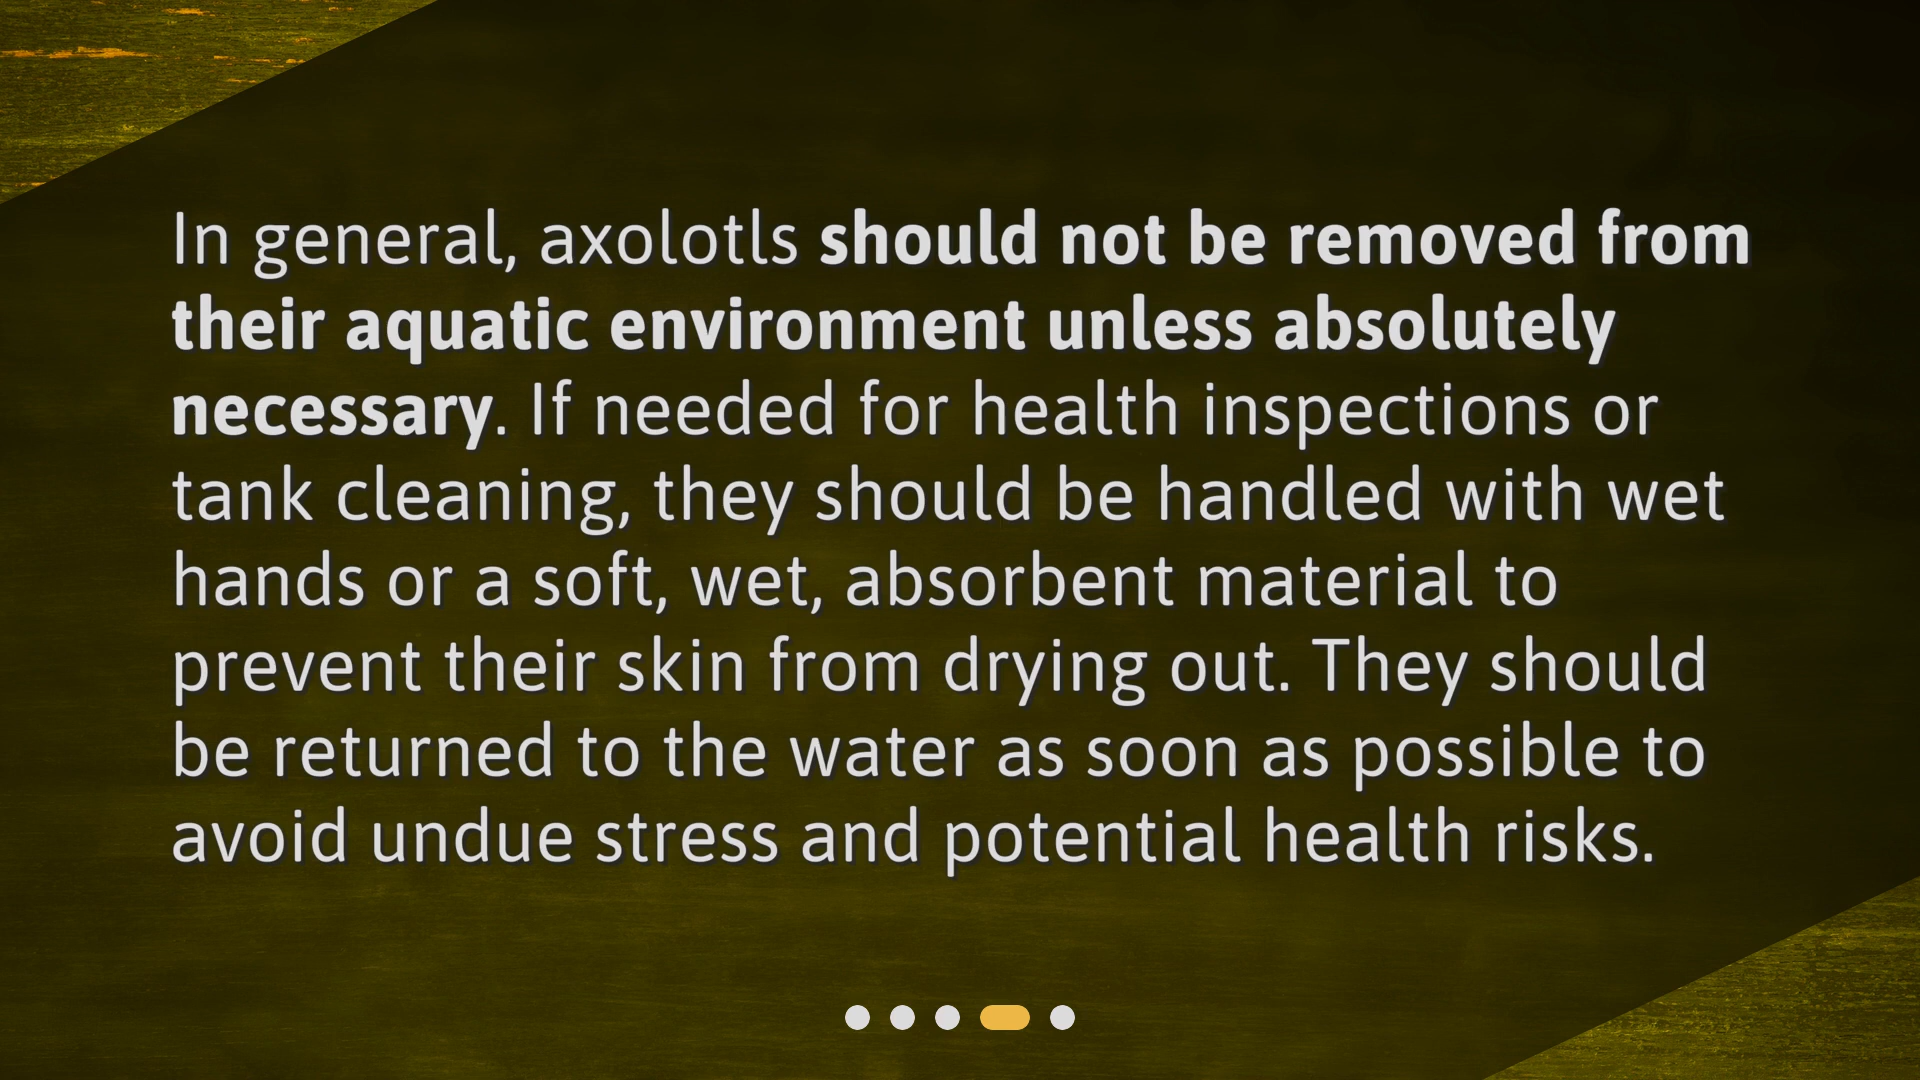 In general, axolotls should not be removed from
their aquatic environment unless absolutely
necessary. If needed for health inspections or
tank cleaning, they should be handled with wet
hands or a soft, wet, absorbent material to
prevent their skin from drying out. They should
be returned to the water as soon as possible to
avoid undue stress and potential health risks.